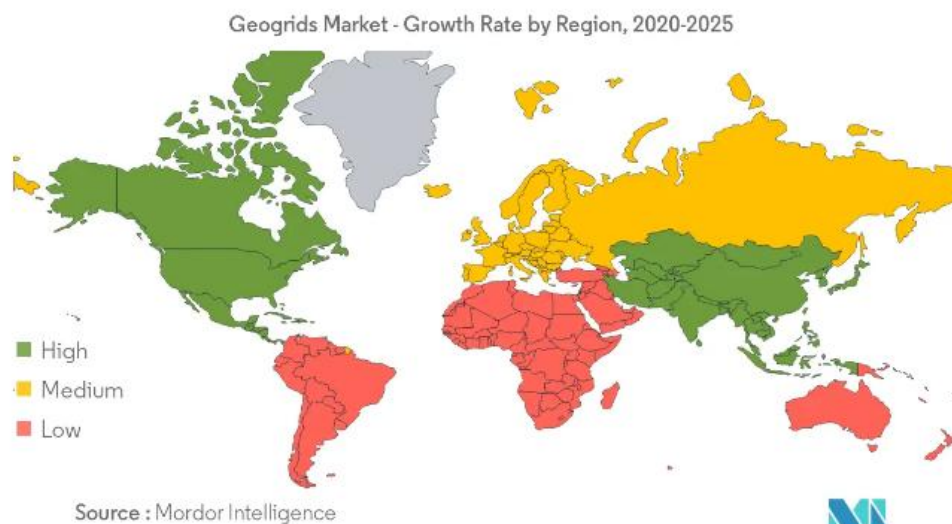 Geogrids Market - Growth Rate by Region, 2020-2025
High
Medium
Low
Source : Mordor Intelligence